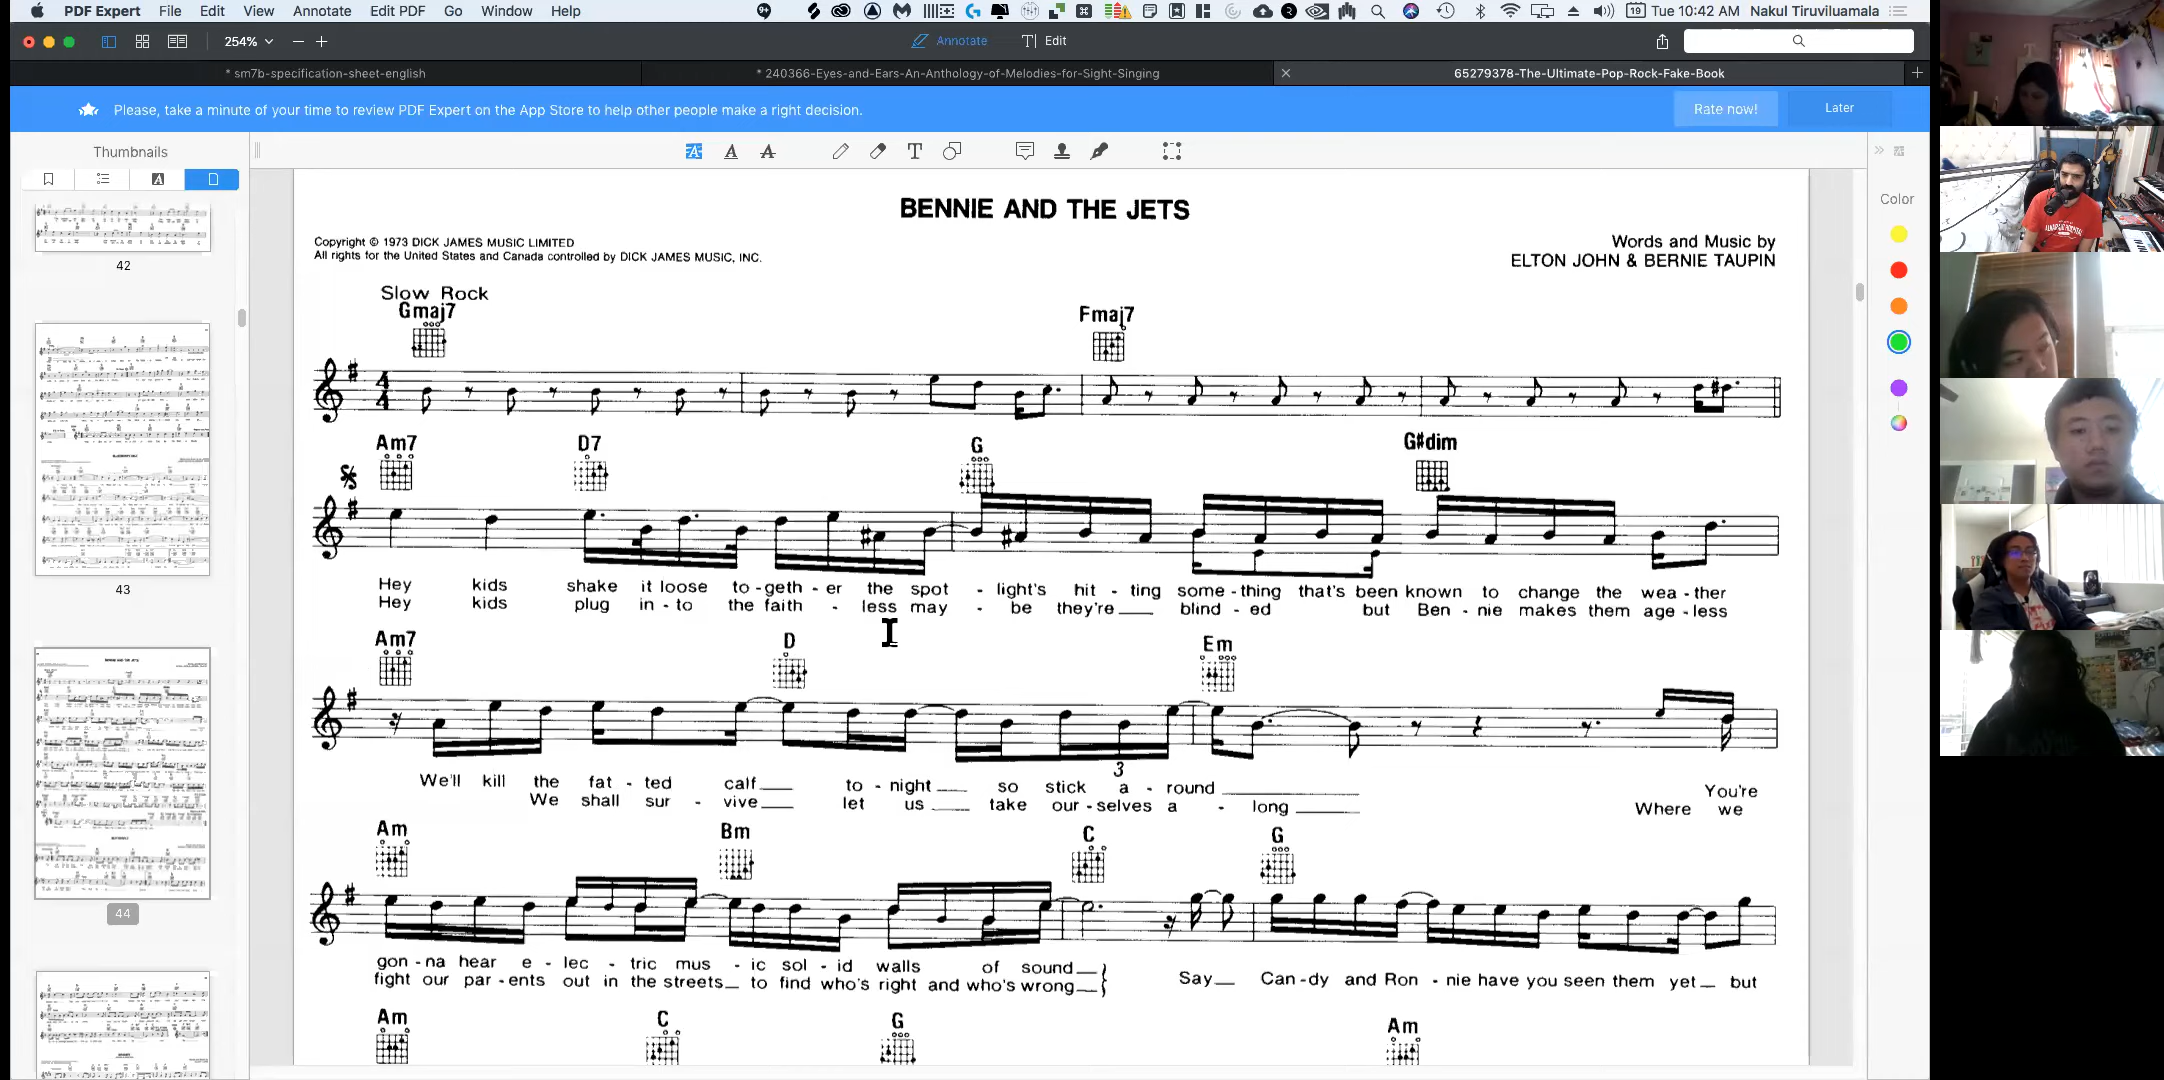 PDF Expert File Edit View Annotate Edit PDF Go Window Help
19 Tue 10:42 AM Nakul Tiruviluamala
254% Annotate Edit
* sm7b-specification-sheet-english
* 240366-Eyes-and-Ears-An-Anthology-of-Melodies-for-Sight-Singing
65279378-The-Ultimate-Pop-Rock-Fake-Book
Please, take a minute of your time to review PDF Expert on the App Store to help other people make a right decision.
Rate now! Later
Thumbnails
42
43
44
Color
BENNIE AND THE JETS
Copyright © 1973 DICK JAMES MUSIC LIMITED
All rights for the United States and Canada controlled by DICK JAMES MUSIC, INC.
Words and Music by
ELTON JOHN & BERNIE TAUPIN
Slow Rock
Gmaj7 Fmaj7
4
4
Am7 D7 G G#dim
Hey kids shake it loose to-geth-er the spot - light's hit - ting some-thing that's been known to change the wea-ther
Hey kids plug in-to the faith - less may - be they're blind-ed but Ben-nie makes them age-less
Am7 D Em
3
We'll kill the fat-ted calf to-night so stick a-round You're
We shall sur-vive let us take our-selves a-long Where we
Am Bm C G
gon-na hear e-lec-tric mus-ic sol-id walls of sound
fight our par-ents out in the streets to find who's right and who's wrong
Say Can-dy and Ron-nie have you seen them yet but
Am C G Am